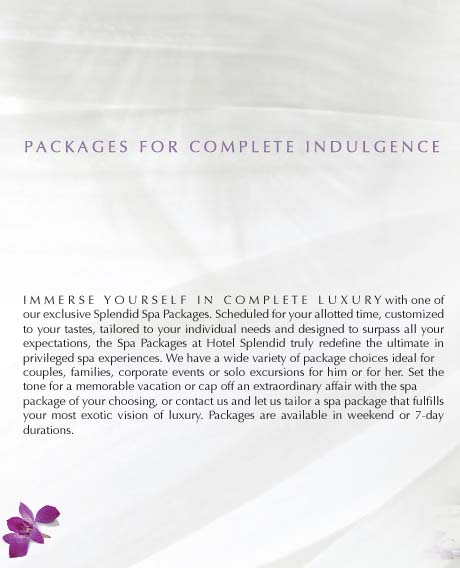 PACKAGES FOR COMPLETE INDULGENCE
IMMERSE YOURSELF IN COMPLETE LUXURY with one of
our exclusive Splendid Spa Packages. Scheduled for your allotted time, customized
to your tastes, tailored to your individual needs and designed to surpass all your
expectations, the Spa Packages at Hotel Splendid truly redefine the ultimate in
privileged spa experiences. We have a wide variety of package choices ideal for
couples, families, corporate events or solo excursions for him or for her. Set the
tone for a memorable vacation or cap off an extraordinary affair with the spa
package of your choosing, or contact us and let us tailor a spa package that fulfills
your most exotic vision of luxury. Packages are available in weekend or 7-day
durations.